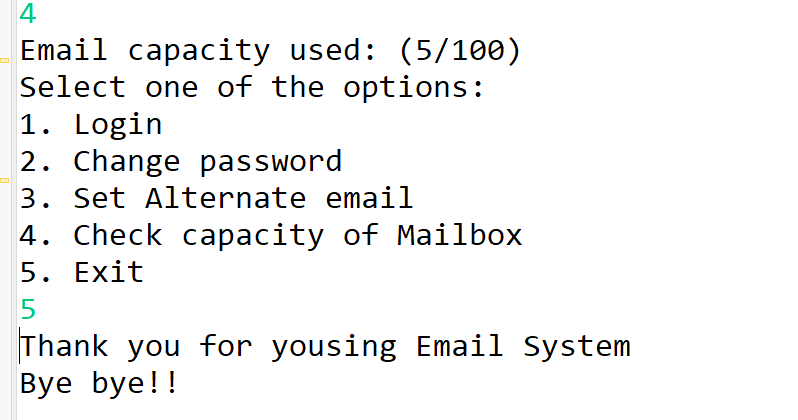 4
Email capacity used: (5/100)
Select one of the options:
1. Login
2. Change password
3. Set Alternate email
4. Check capacity of Mailbox
5. Exit
5
Thank you for yousing Email System
Bye bye!!